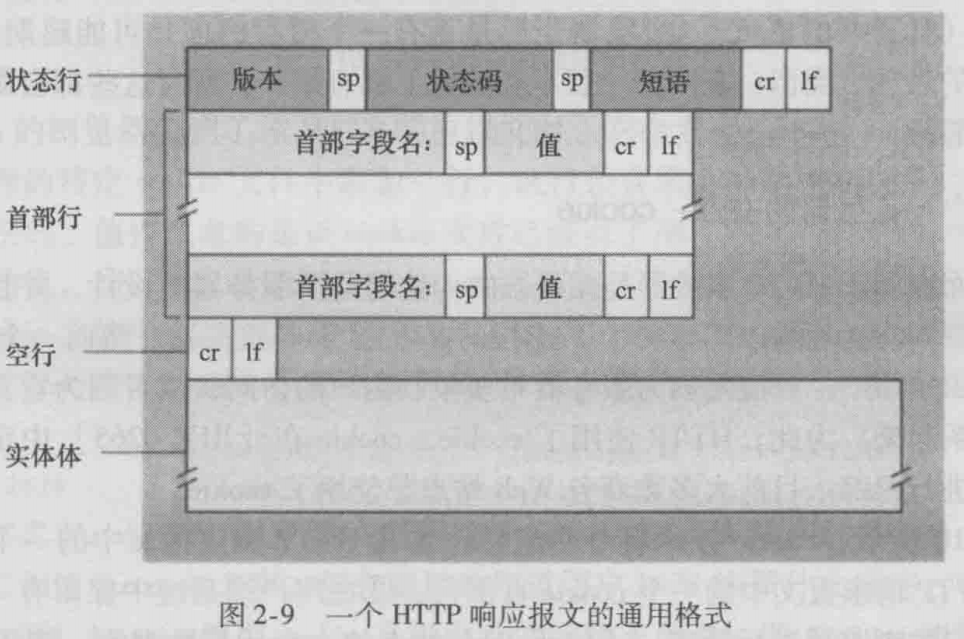 状态行 版本 sp 状态码 sp 短语 cr lf
首部字段名： sp 值 cr lf
首部行
首部字段名： sp 值 cr lf
空行 cr lf
实体体
图 2-9 一个 HTTP 响应报文的通用格式